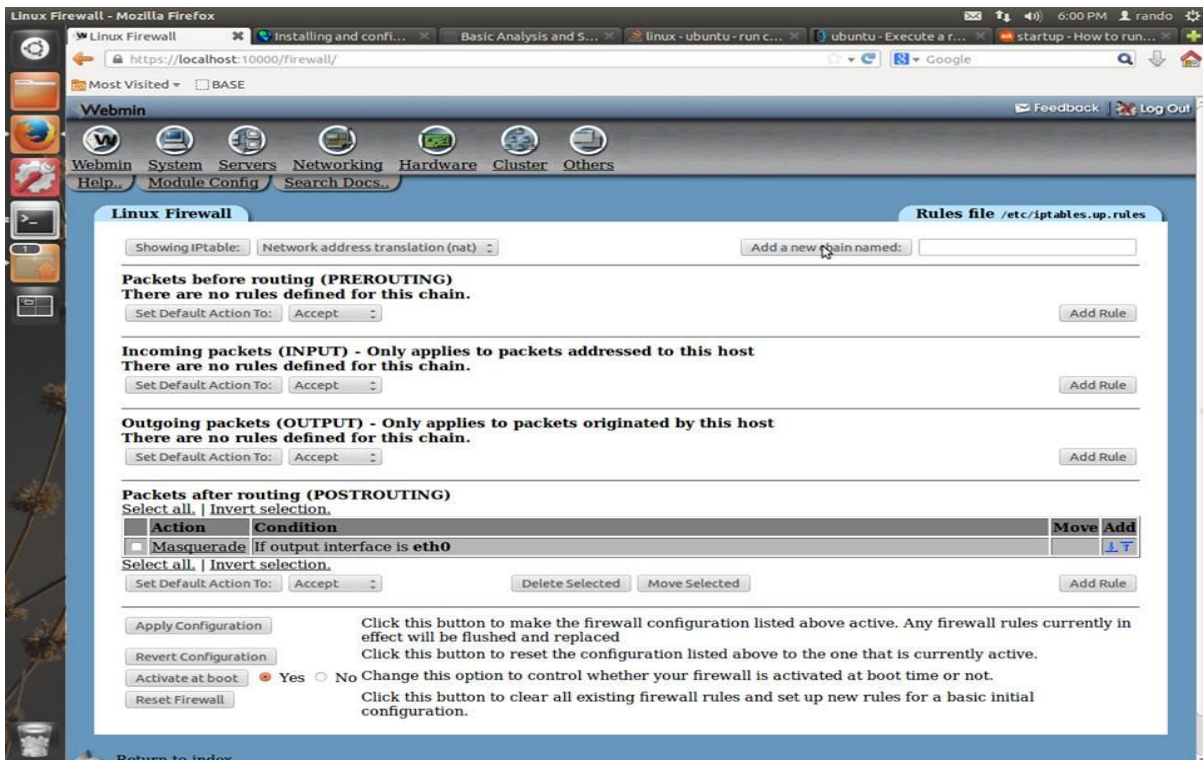 Linux Firewall - Mozilla Firefox
6:00 PM rando
Linux Firewall
Installing and confi...
Basic Analysis and S...
linux - ubuntu - run c...
ubuntu - Execute a r...
startup - How to run...
https://localhost:10000/firewall/
Google
Most Visited
BASE
Webmin
Feedback
Log Out
Webmin System Servers Networking Hardware Cluster Others
Help.. Module Config Search Docs..
Linux Firewall
Rules file /etc/iptables.up.rules
Showing IPtable: Network address translation (nat) Add a new chain named:
Packets before routing (PREROUTING)
There are no rules defined for this chain.
Set Default Action To: Accept Add Rule
Incoming packets (INPUT) - Only applies to packets addressed to this host
There are no rules defined for this chain.
Set Default Action To: Accept Add Rule
Outgoing packets (OUTPUT) - Only applies to packets originated by this host
There are no rules defined for this chain.
Set Default Action To: Accept Add Rule
Packets after routing (POSTROUTING)
Select all. | Invert selection.
Action Condition Move Add
Masquerade If output interface is eth0
Select all. | Invert selection.
Set Default Action To: Accept Delete Selected Move Selected Add Rule
Apply Configuration Click this button to make the firewall configuration listed above active. Any firewall rules currently in
effect will be flushed and replaced
Revert Configuration Click this button to reset the configuration listed above to the one that is currently active.
Activate at boot Yes No Change this option to control whether your firewall is activated at boot time or not.
Reset Firewall Click this button to clear all existing firewall rules and set up new rules for a basic initial
configuration.
Return to index